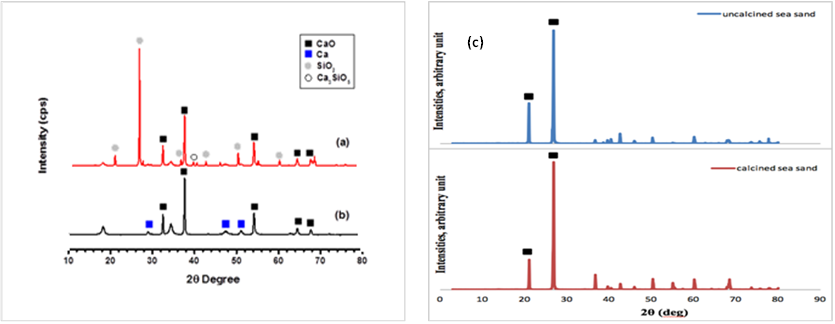 CaO
Ca
SiO₂
Ca₂SiO₃
(a)
(b)
Intensity (cps)
10 20 30 40 50 60 70 80
2θ Degree
(c)
uncalcined sea sand
Intensities, arbitrary unit
calcined sea sand
Intensities, arbitrary unit
0 10 20 30 40 50 60 70 80 90
2θ (deg)